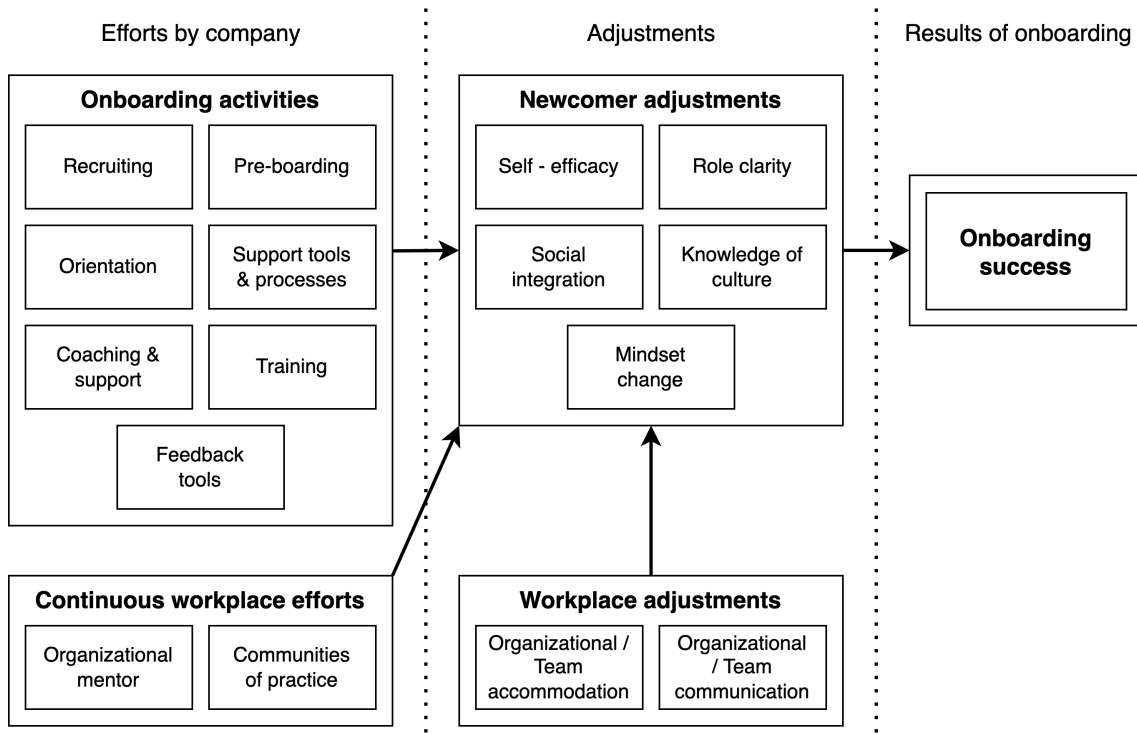 Efforts by company
Adjustments
Results of onboarding
Onboarding activities
Recruiting
Pre-boarding
Orientation
Support tools
& processes
Coaching &
support
Training
Feedback
tools
Newcomer adjustments
Self - efficacy
Role clarity
Social
integration
Knowledge of
culture
Mindset
change
Onboarding
success
Continuous workplace efforts
Organizational
mentor
Communities
of practice
Workplace adjustments
Organizational /
Team
accommodation
Organizational
/ Team
communication